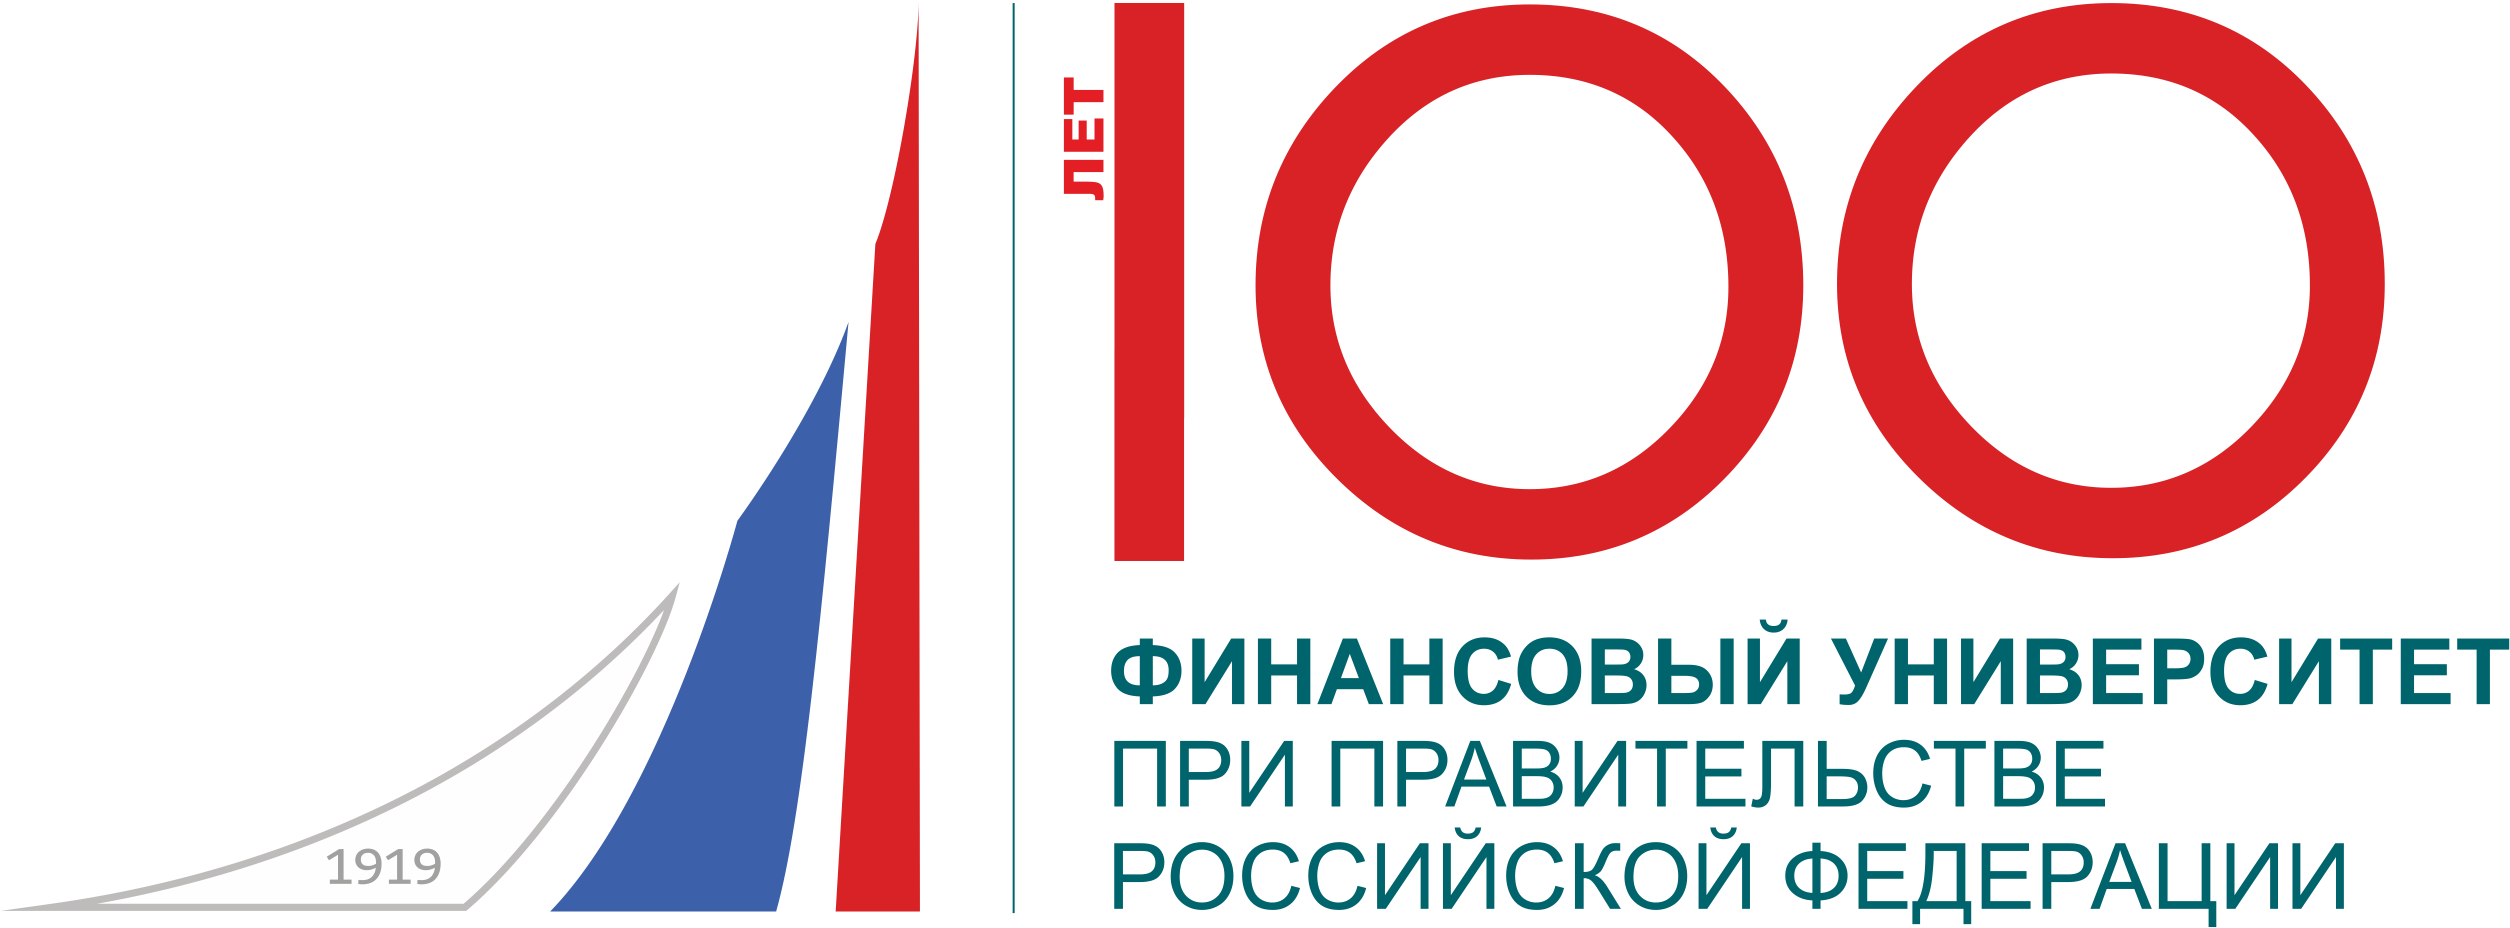 1919
ЛЕТ
100
ФИНАНСОВЫЙ УНИВЕРСИТЕТ
ПРИ ПРАВИТЕЛЬСТВЕ
РОССИЙСКОЙ ФЕДЕРАЦИИ